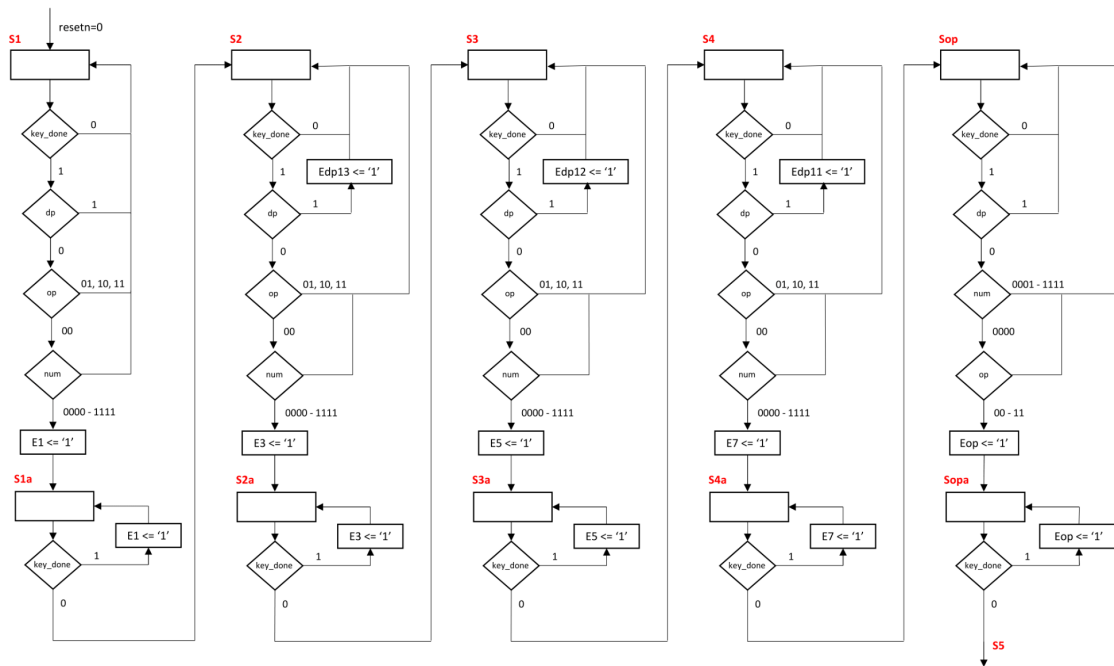 resetn=0
S1
key_done
0
1
dp
1
0
op
01, 10, 11
00
num
0000 - 1111
E1 <= ‘1’
S1a
E1 <= ‘1’
key_done
1
0
S2
key_done
0
Edp13 <= ‘1’
1
dp
1
0
op
01, 10, 11
00
num
0000 - 1111
E3 <= ‘1’
S2a
E3 <= ‘1’
key_done
1
0
S3
key_done
0
Edp12 <= ‘1’
1
dp
1
0
op
01, 10, 11
00
num
0000 - 1111
E5 <= ‘1’
S3a
E5 <= ‘1’
key_done
1
0
S4
key_done
0
Edp11 <= ‘1’
1
dp
1
0
op
01, 10, 11
00
num
0000 - 1111
E7 <= ‘1’
S4a
E7 <= ‘1’
key_done
1
0
Sop
key_done
0
1
dp
1
0
num
0001 - 1111
0000
op
00 - 11
Eop <= ‘1’
Sopa
Eop <= ‘1’
key_done
1
0
S5